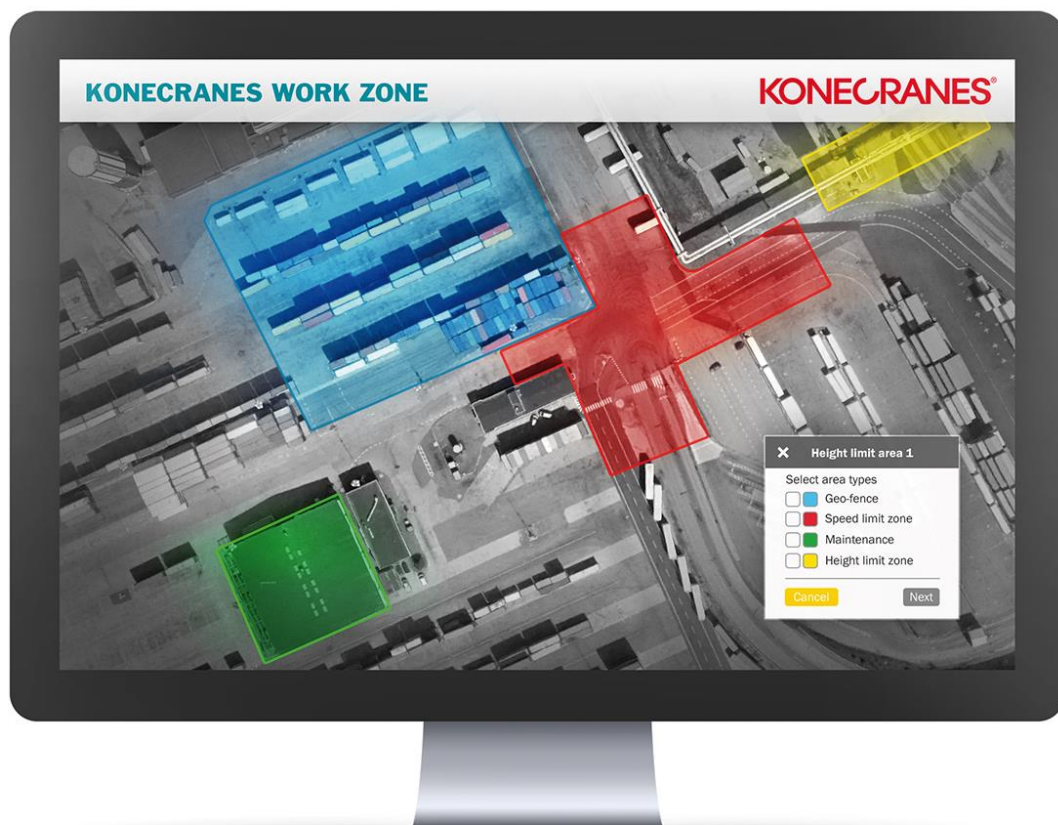 KONECRANES WORK ZONE
KONECRANES®
Height limit area 1
Select area types
Geo-fence
Speed limit zone
Maintenance
Height limit zone
Cancel
Next